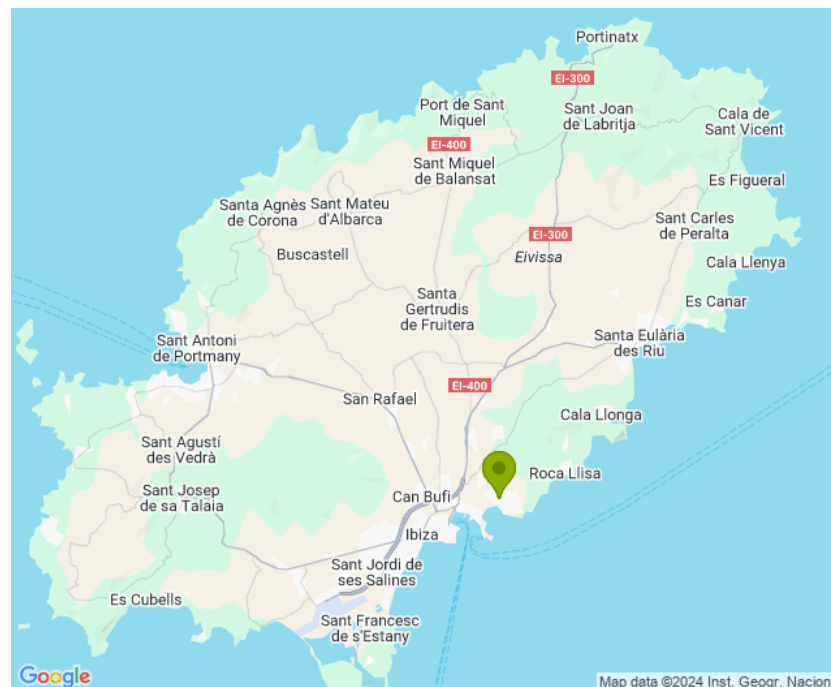 Portinatx
EI-300
Port de Sant
Miquel
Sant Joan
de Labritja
Cala de
Sant Vicent
EI-400
Sant Miquel
de Balansat
Es Figueral
Santa Agnès
de Corona
Sant Mateu
d'Albarca
Sant Carles
de Peralta
EI-300
Buscastell
Eivissa
Cala Llenya
Santa
Gertrudis
de Fruitera
Es Canar
Sant Antoni
de Portmany
Santa Eulària
des Riu
EI-400
San Rafael
Cala Llonga
Sant Agustí
des Vedrà
Roca Llisa
Sant Josep
de sa Talaia
Can Bufi
Ibiza
Sant Jordi de
ses Salines
Es Cubells
Sant Francesc
de s'Estany
Google
Map data ©2024 Inst. Geogr. Nacion